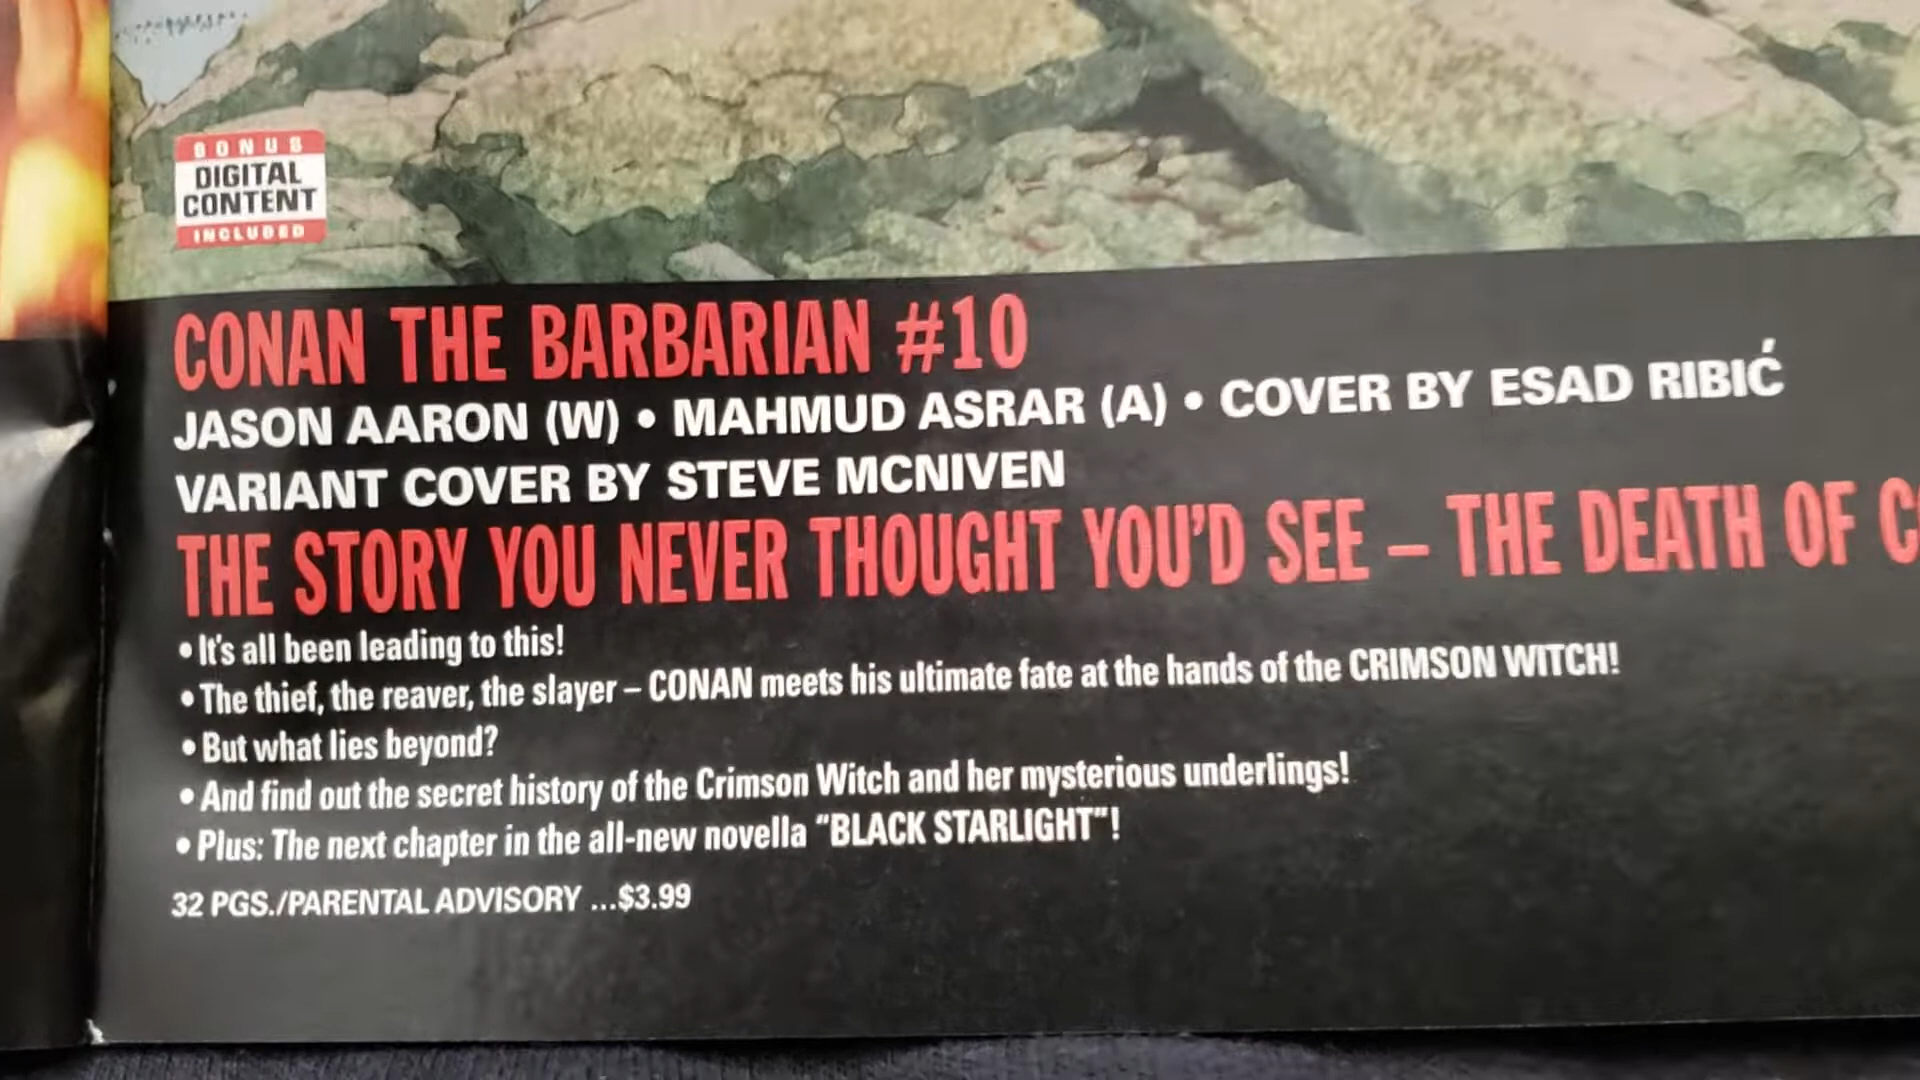 BONUS
DIGITAL
CONTENT
INCLUDED
CONAN THE BARBARIAN #10
JASON AARON (W) • MAHMUD ASRAR (A) • COVER BY ESAD RIBIĆ
VARIANT COVER BY STEVE MCNIVEN
THE STORY YOU NEVER THOUGHT YOU'D SEE – THE DEATH OF
• It's all been leading to this!
• The thief, the reaver, the slayer – CONAN meets his ultimate fate at the hands of the CRIMSON WITCH!
• But what lies beyond?
• And find out the secret history of the Crimson Witch and her mysterious underlings!
• Plus: The next chapter in the all-new novella "BLACK STARLIGHT"!
32 PGS./PARENTAL ADVISORY ...$3.99